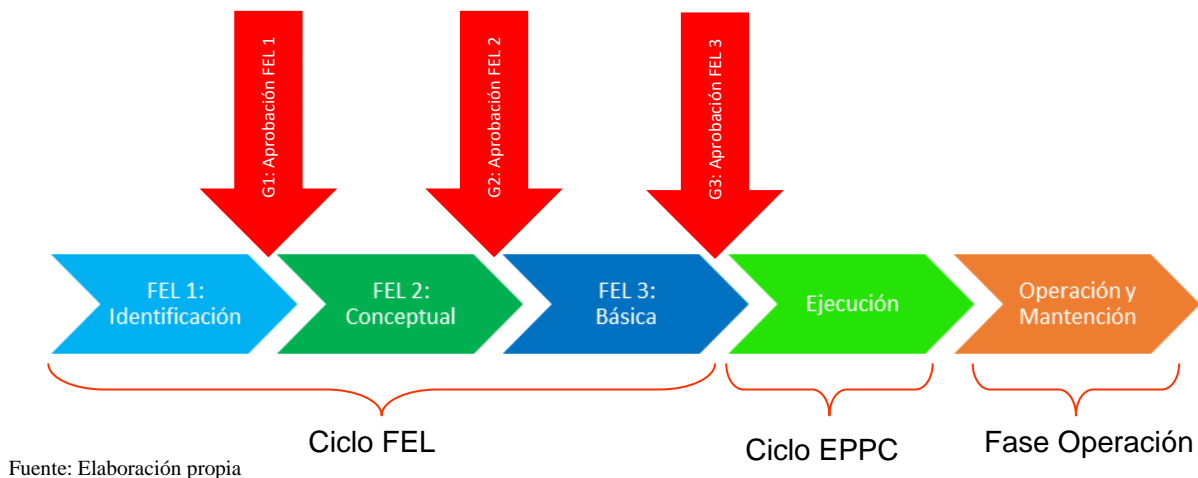 G1: Aprobación FEL 1
G2: Aprobación FEL 2
G3: Aprobación FEL 3
FEL 1:
Identificación
FEL 2:
Conceptual
FEL 3:
Básica
Ejecución
Operación y
Mantención
Ciclo FEL
Ciclo EPPC
Fase Operación
Fuente: Elaboración propia